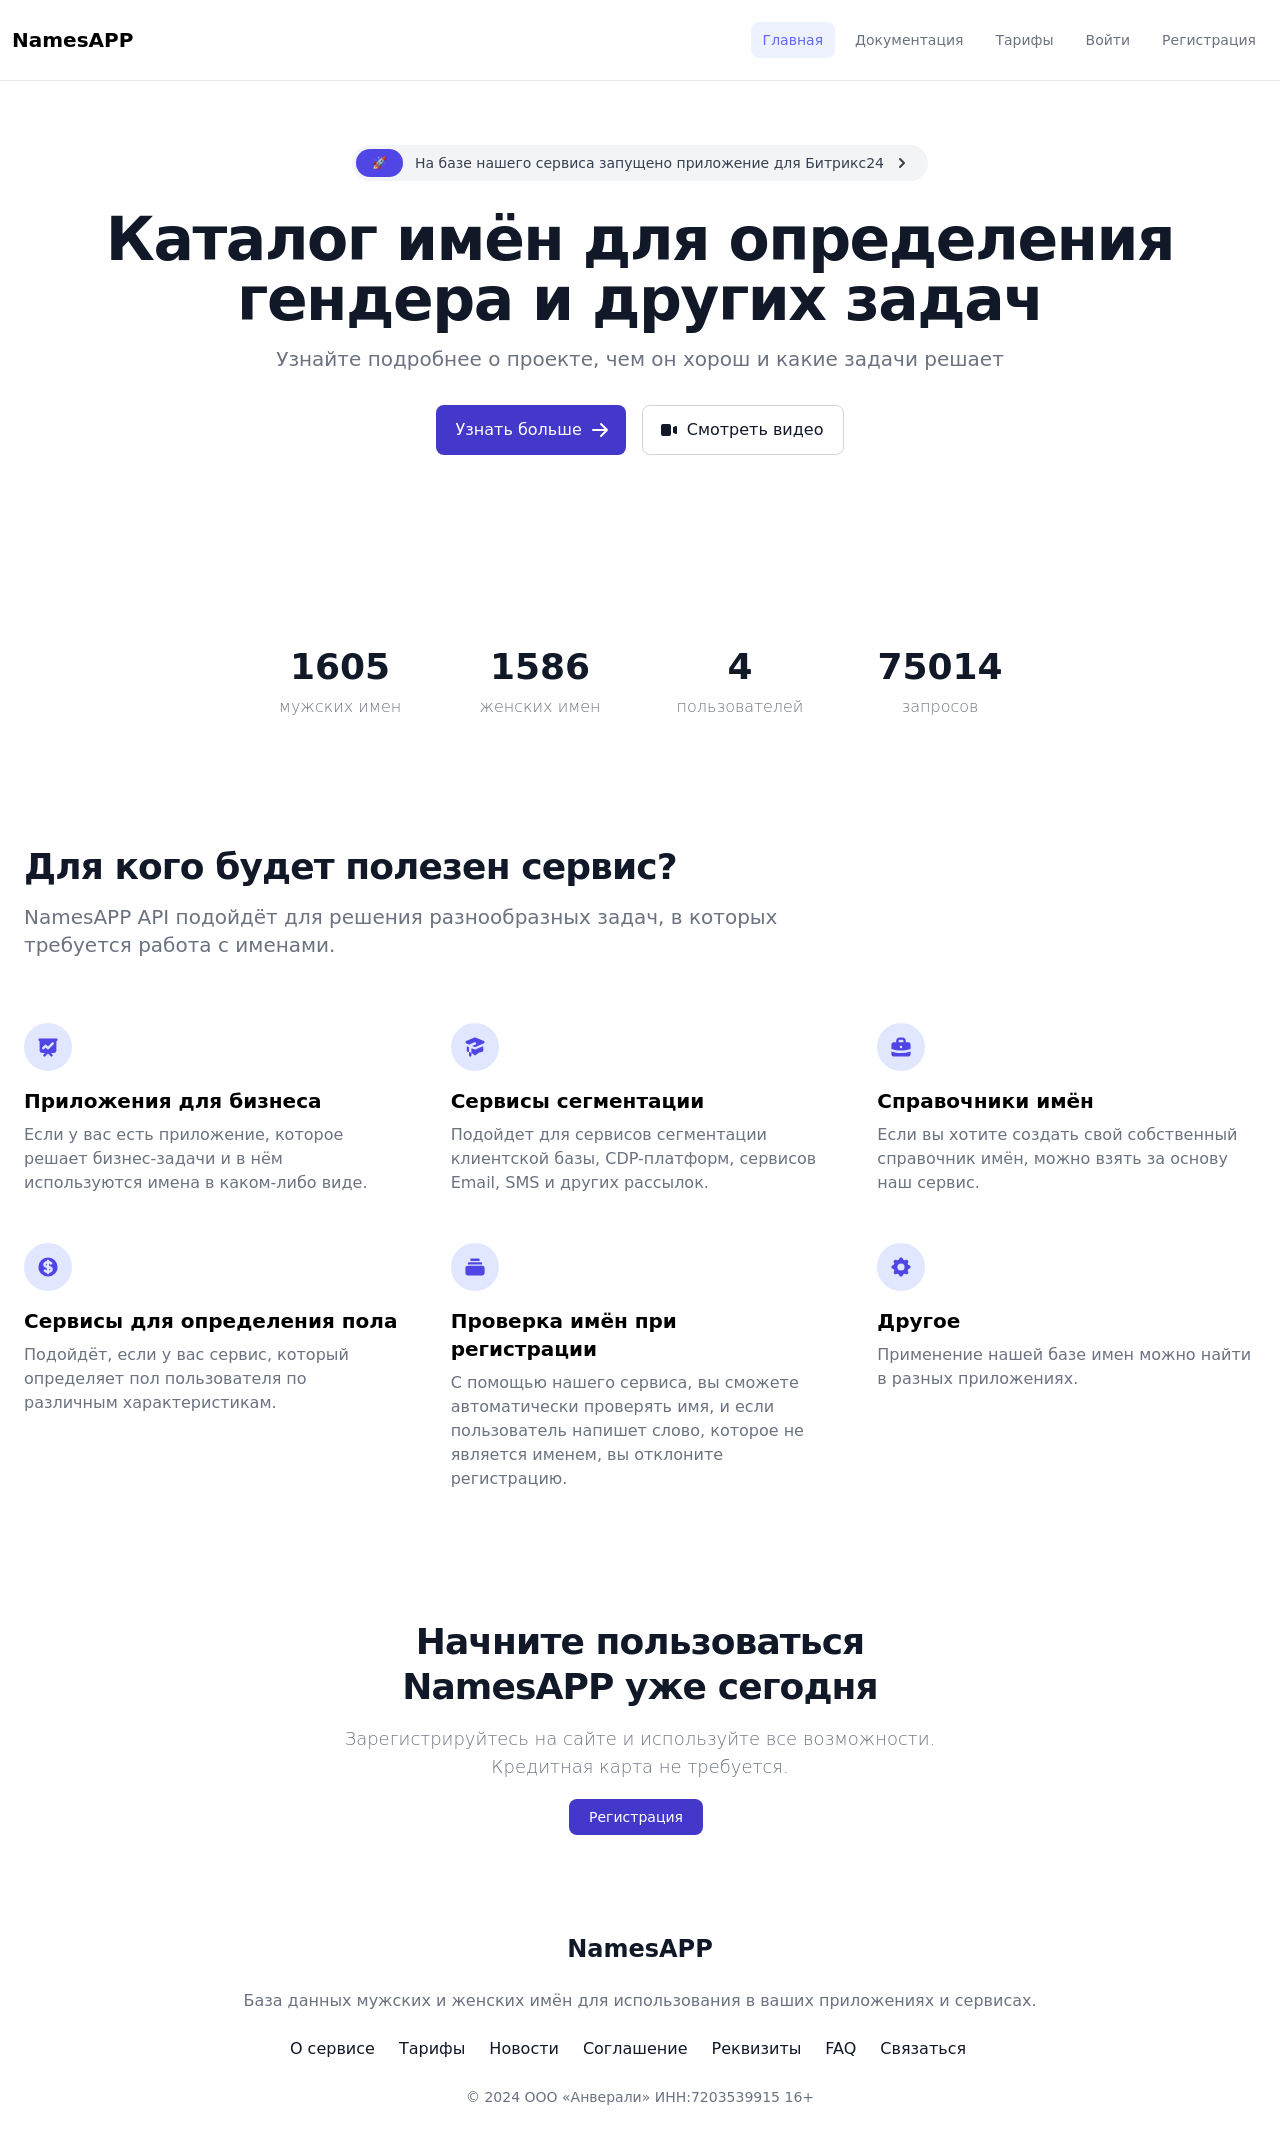 NamesAPP
Главная
Документация
Тарифы
Войти
Регистрация
🚀 На базе нашего сервиса запущено приложение для Битрикс24
Каталог имён для определения
гендера и других задач
Узнайте подробнее о проекте, чем он хорош и какие задачи решает
Узнать больше
Смотреть видео
1605
мужских имен
1586
женских имен
4
пользователей
75014
запросов
Для кого будет полезен сервис?
NamesAPP API подойдёт для решения разнообразных задач, в которых
требуется работа с именами.
Приложения для бизнеса
Если у вас есть приложение, которое
решает бизнес-задачи и в нём
используются имена в каком-либо виде.
Сервисы сегментации
Подойдет для сервисов сегментации
клиентской базы, CDP-платформ, сервисов
Email, SMS и других рассылок.
Справочники имён
Если вы хотите создать свой собственный
справочник имён, можно взять за основу
наш сервис.
Сервисы для определения пола
Подойдёт, если у вас сервис, который
определяет пол пользователя по
различным характеристикам.
Проверка имён при
регистрации
С помощью нашего сервиса, вы сможете
автоматически проверять имя, и если
пользователь напишет слово, которое не
является именем, вы отклоните
регистрацию.
Другое
Применение нашей базе имен можно найти
в разных приложениях.
Начните пользоваться
NamesAPP уже сегодня
Зарегистрируйтесь на сайте и используйте все возможности.
Кредитная карта не требуется.
Регистрация
NamesAPP
База данных мужских и женских имён для использования в ваших приложениях и сервисах.
О сервисе
Тарифы
Новости
Соглашение
Реквизиты
FAQ
Связаться
© 2024 ООО «Анверали» ИНН:7203539915 16+